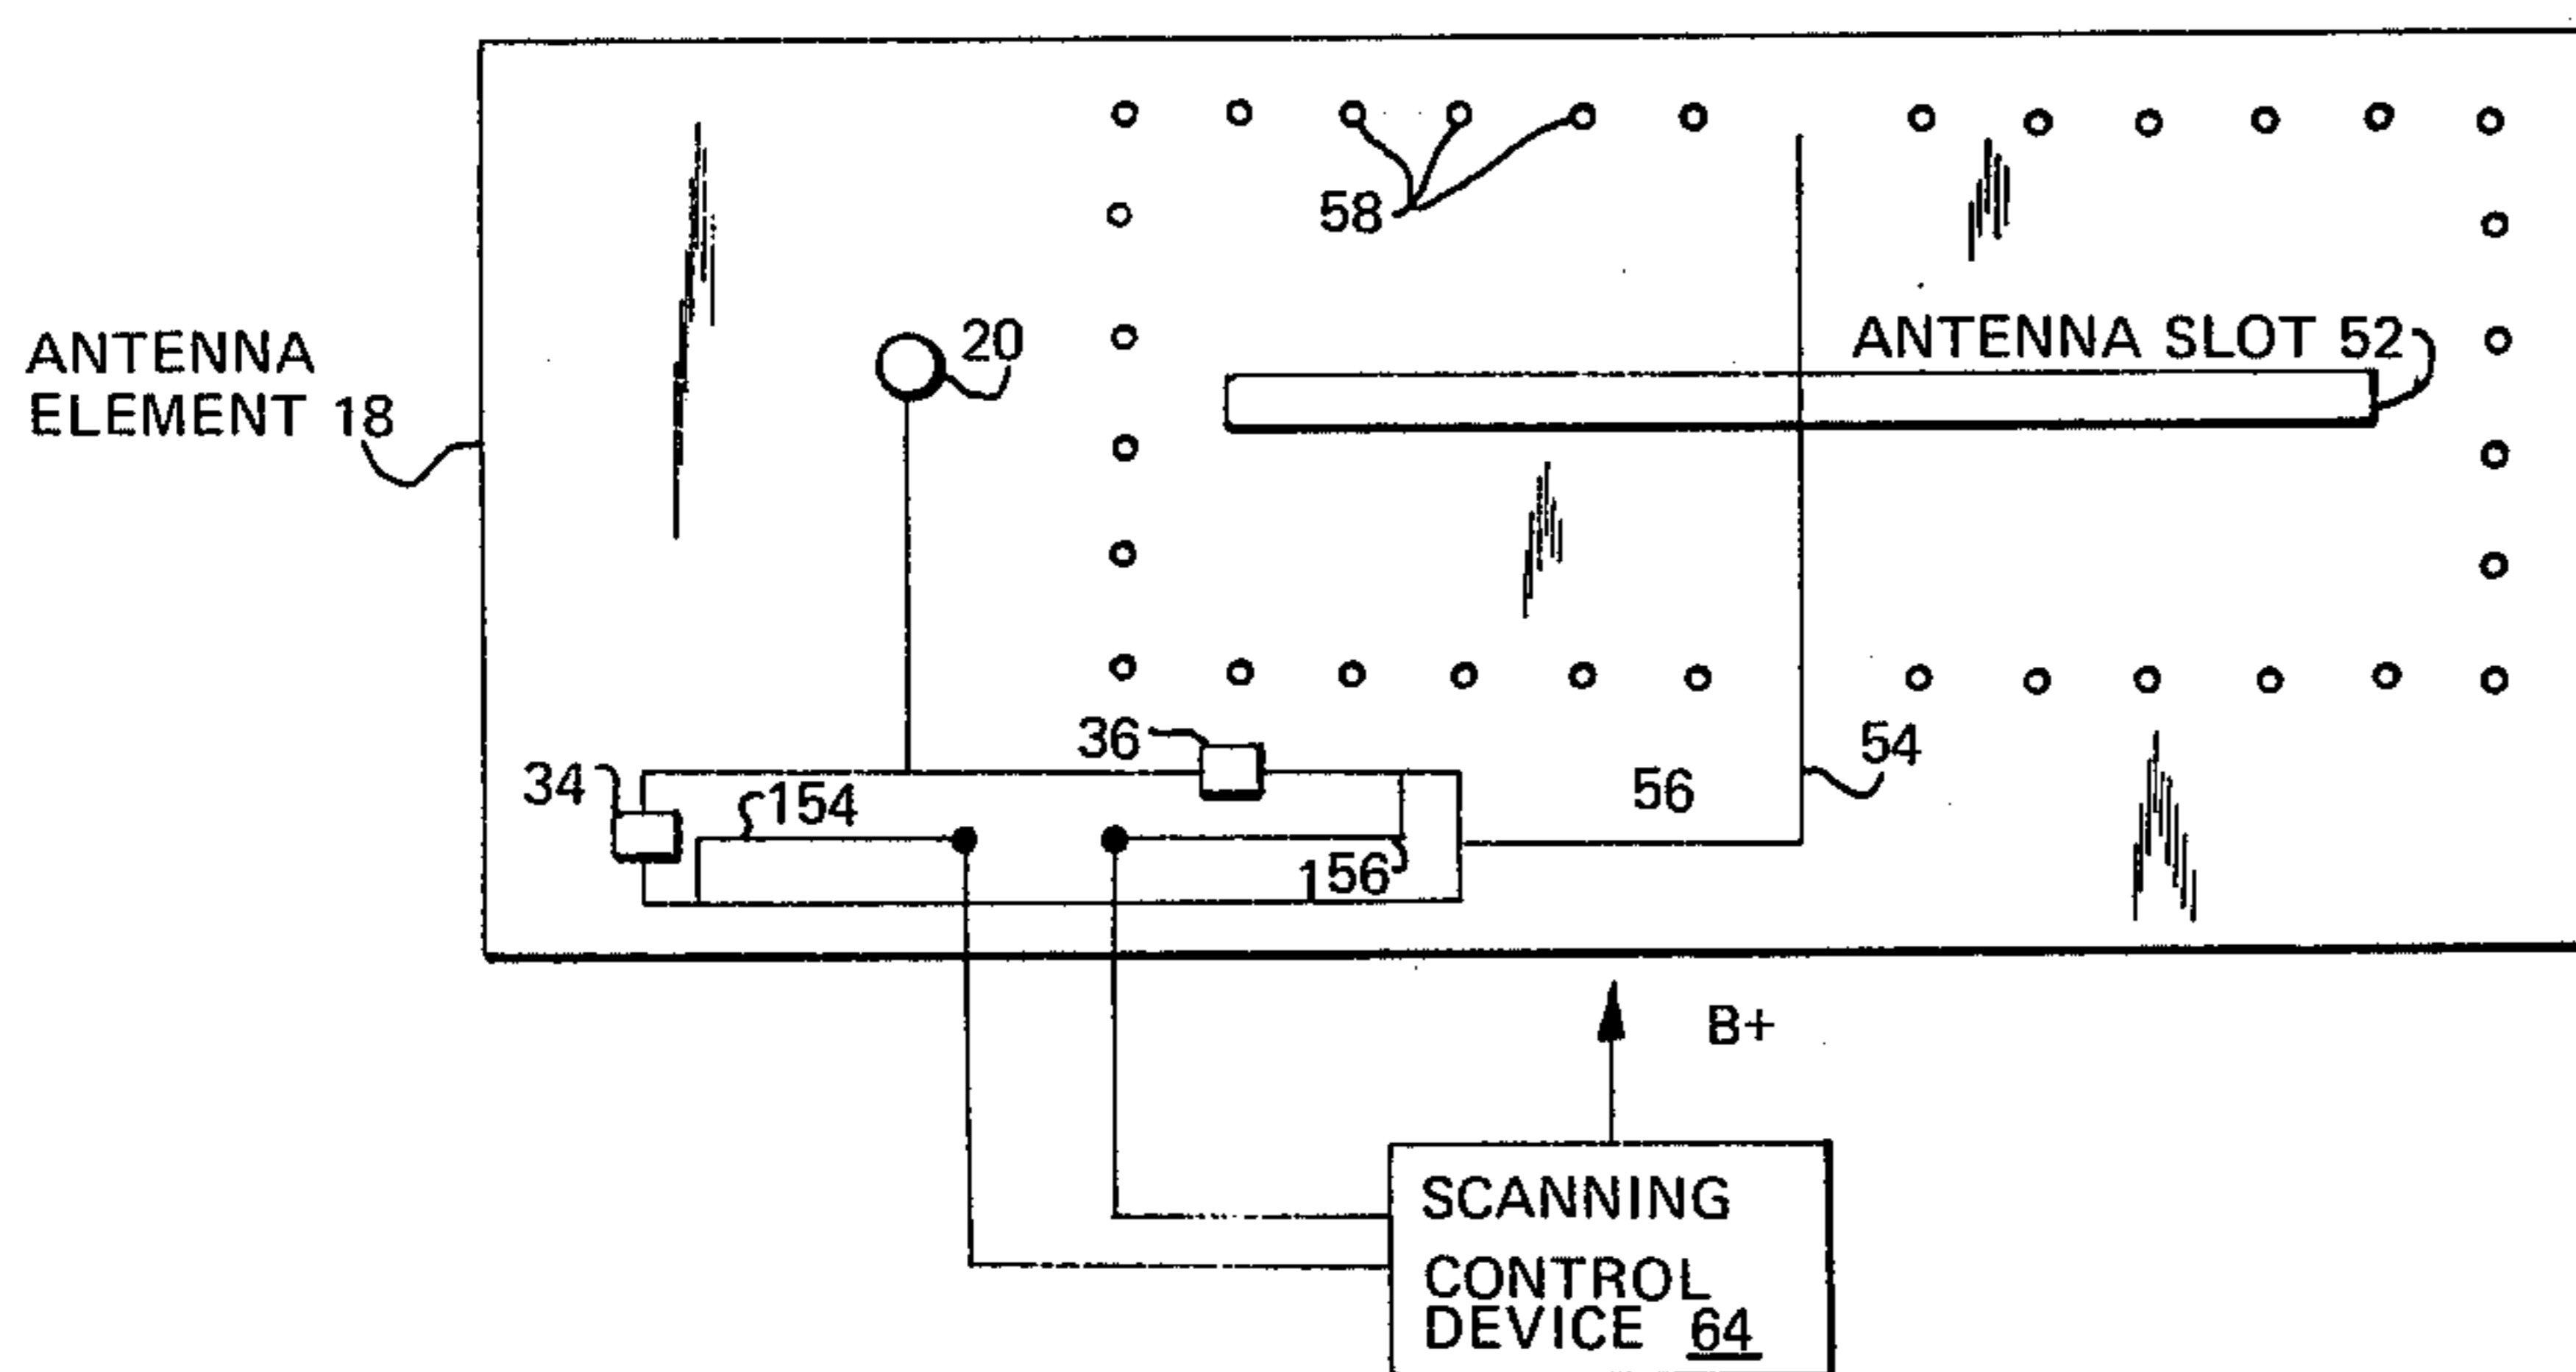 58
ANTENNA SLOT 52
20
ANTENNA
ELEMENT 18
36
54
34
154
56
156
B+
SCANNING
CONTROL
DEVICE 64